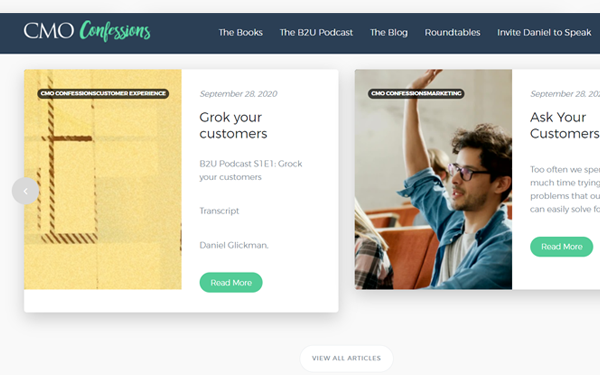 CMO Confessions
The Books
The B2U Podcast
The Blog
Roundtables
Invite Daniel to Speak
CMO CONFESSIONSCUSTOMER EXPERIENCE
September 28, 2020
Grok your
customers
B2U Podcast S1E1: Grock
your customers
Transcript
Daniel Glickman,
Read More
CMO CONFESSIONSMARKETING
September 28,
Ask Your
Customers
Too often we
much time trying
problems that
can easily solve
Read More
VIEW ALL ARTICLES